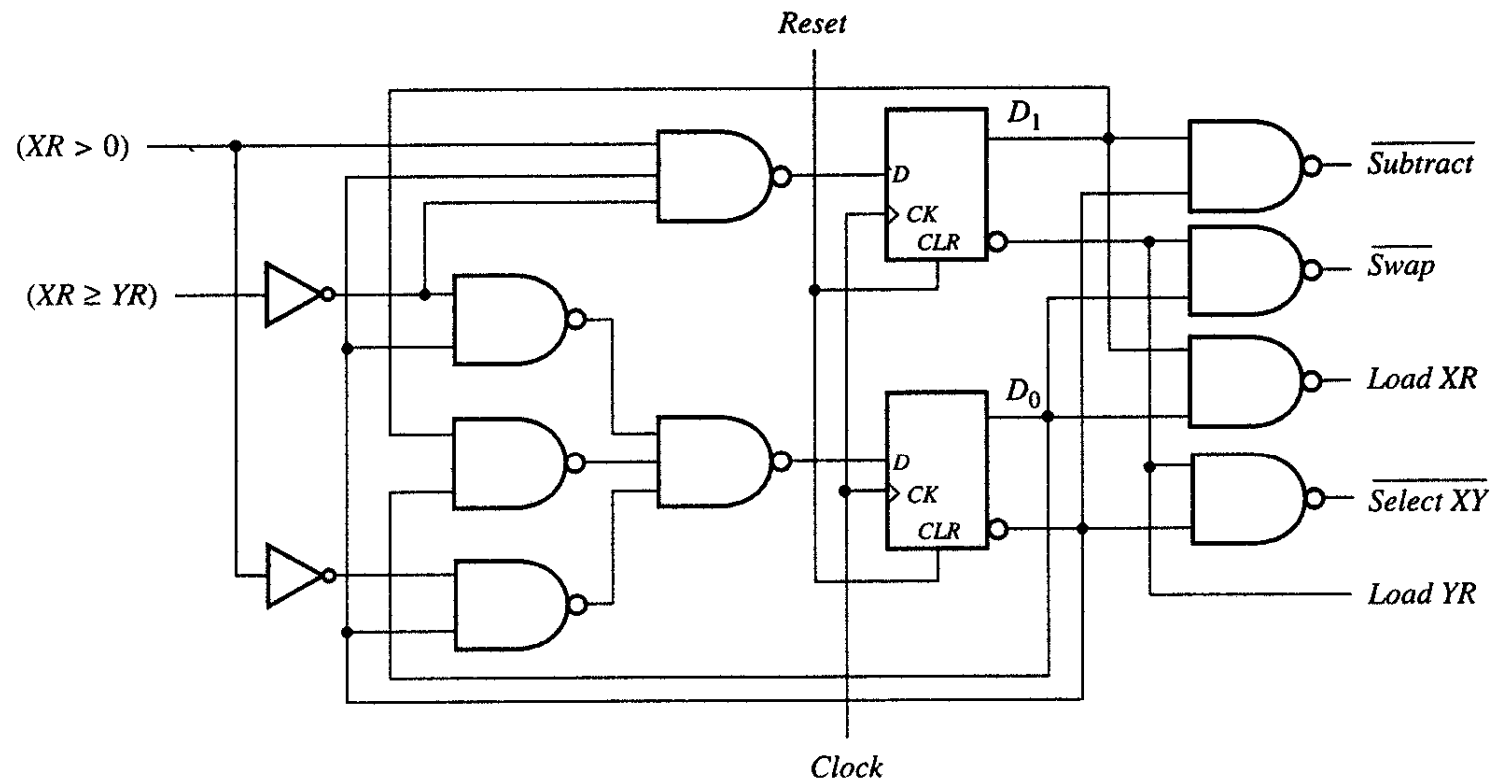 Reset
(XR > 0)
D₁
D
CK
CLR
Subtract
Swap
(XR ≥ YR)
Load XR
D₀
D
CK
CLR
Select XY
Load YR
Clock